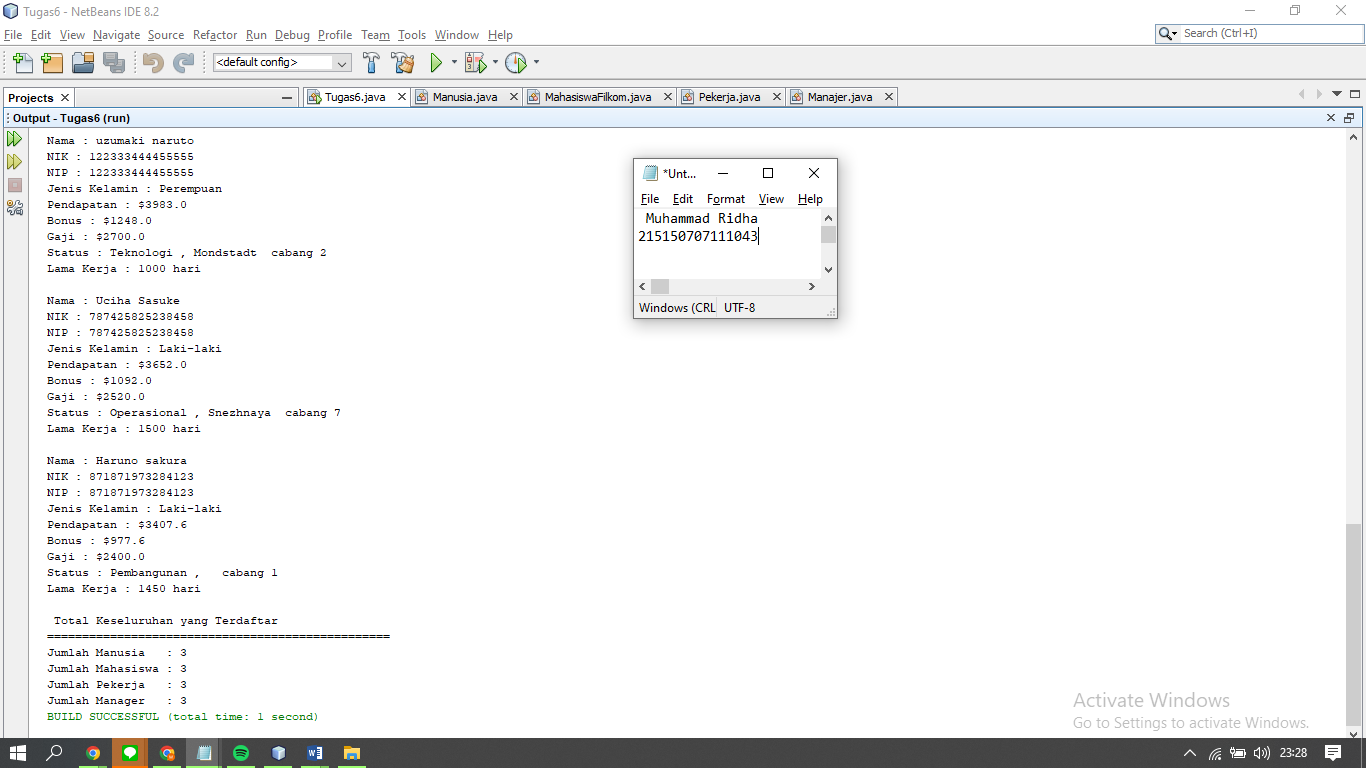 Tugas6 - NetBeans IDE 8.2
File Edit View Navigate Source Refactor Run Debug Profile Team Tools Window Help
Search (Ctrl+I)
<default config>
Projects
Tugas6.java Manusia.java MahasiswaFilkom.java Pekerja.java Manajer.java
Output - Tugas6 (run)
Nama : uzumaki naruto
NIK : 122333444455555
NIP : 122333444455555
Jenis Kelamin : Perempuan
Pendapatan : $3983.0
Bonus : $1248.0
Gaji : $2700.0
Status : Teknologi , Mondstadt  cabang 2
Lama Kerja : 1000 hari
Nama : Uciha Sasuke
NIK : 787425825238458
NIP : 787425825238458
Jenis Kelamin : Laki-laki
Pendapatan : $3652.0
Bonus : $1092.0
Gaji : $2520.0
Status : Operasional , Snezhnaya  cabang 7
Lama Kerja : 1500 hari
Nama : Haruno sakura
NIK : 871871973284123
NIP : 871871973284123
Jenis Kelamin : Laki-laki
Pendapatan : $3407.6
Bonus : $977.6
Gaji : $2400.0
Status : Pembangunan ,   cabang 1
Lama Kerja : 1450 hari
Total Keseluruhan yang Terdaftar
=================================================
Jumlah Manusia   : 3
Jumlah Mahasiswa : 3
Jumlah Pekerja   : 3
Jumlah Manager   : 3
BUILD SUCCESSFUL (total time: 1 second)
*Unt...
File Edit Format View Help
Muhammad Ridha
215150707111043
Windows (CRL UTF-8
Activate Windows
Go to Settings to activate Windows.
23:28